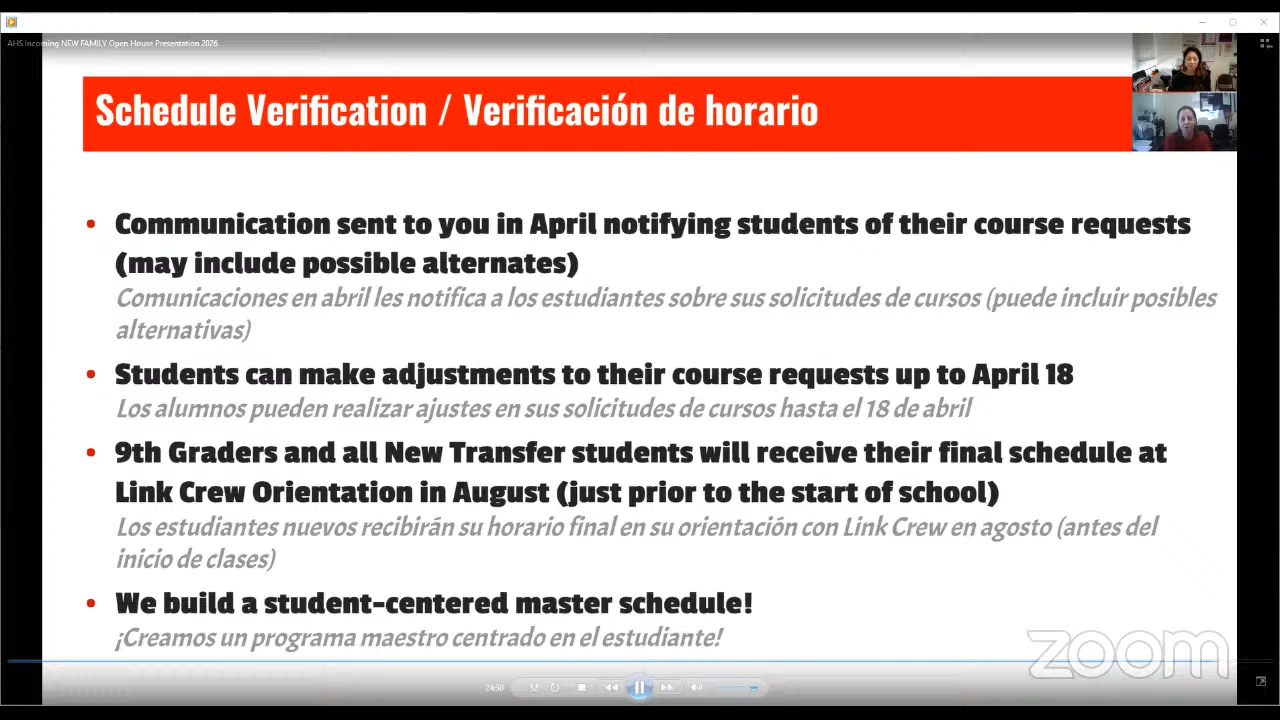 AHS Incoming NEW FAMILY Open House Presentation 2026
Schedule Verification / Verificación de horario
• Communication sent to you in April notifying students of their course requests
(may include possible alternates)
Comunicaciones en abril les notifica a los estudiantes sobre sus solicitudes de cursos (puede incluir posibles
alternativas)
• Students can make adjustments to their course requests up to April 18
Los alumnos pueden realizar ajustes en sus solicitudes de cursos hasta el 18 de abril
• 9th Graders and all New Transfer students will receive their final schedule at
Link Crew Orientation in August (just prior to the start of school)
Los estudiantes nuevos recibirán su horario final en su orientación con Link Crew en agosto (antes del
inicio de clases)
• We build a student-centered master schedule!
¡Creamos un programa maestro centrado en el estudiante!
zoom
24:30